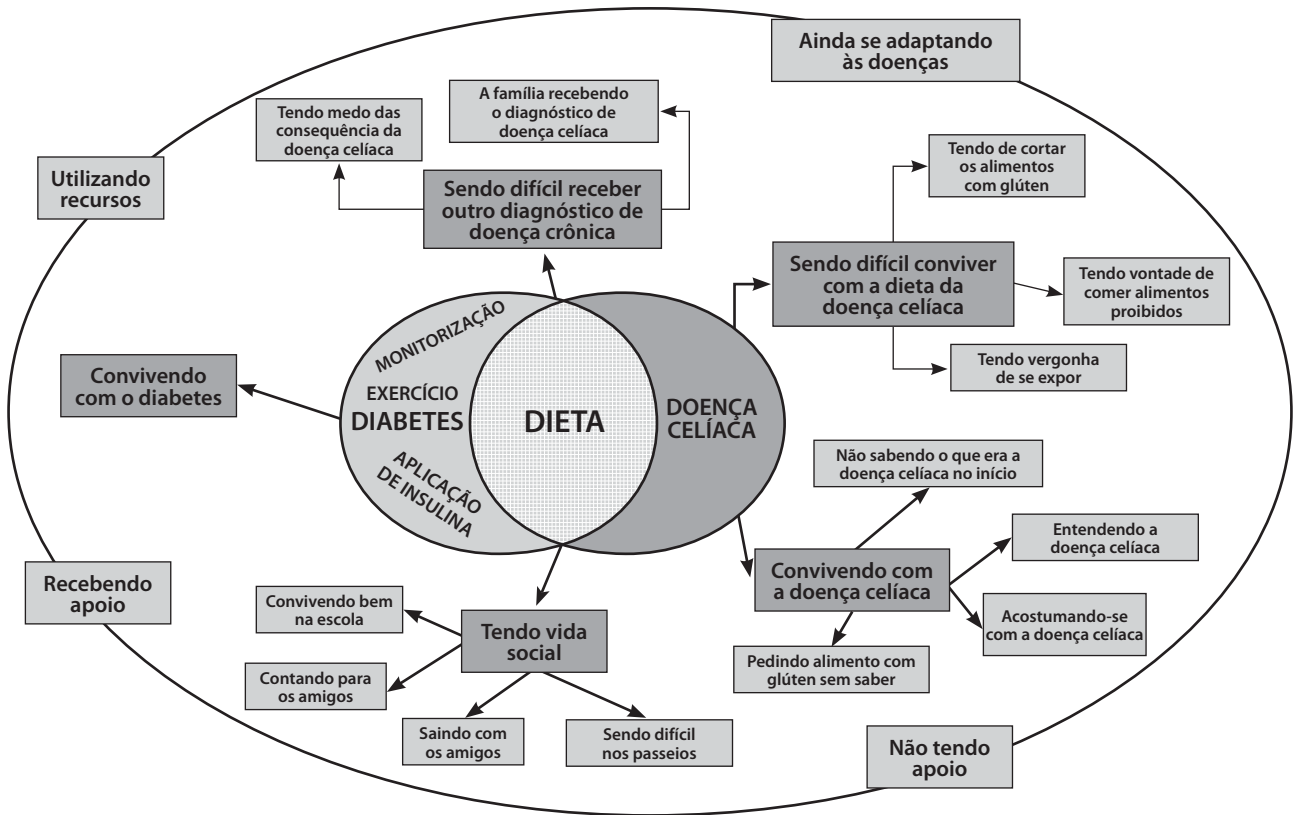 Ainda se adaptando
às doenças
A família recebendo
o diagnóstico de
doença celíaca
Tendo medo das
consequência da
doença celíaca
Utilizando
recursos
Sendo difícil receber
outro diagnóstico de
doença crônica
Tendo de cortar
os alimentos
com glúten
Sendo difícil conviver
com a dieta da
doença celíaca
Tendo vontade de
comer alimentos
proibidos
Tendo vergonha
de se expor
Convivendo
com o diabetes
MONITORIZAÇÃO
EXERCÍCIO
DIABETES
APLICAÇÃO
DE INSULINA
DIETA
DOENÇA
CELÍACA
Não sabendo o que era a
doença celíaca no início
Entendendo a
doença celíaca
Convivendo com
a doença celíaca
Acostumando-se
com a doença celíaca
Pedindo alimento com
glúten sem saber
Recebendo
apoio
Convivendo bem
na escola
Tendo vida
social
Contando para
os amigos
Saindo com
os amigos
Sendo difícil
nos passeios
Não tendo
apoio